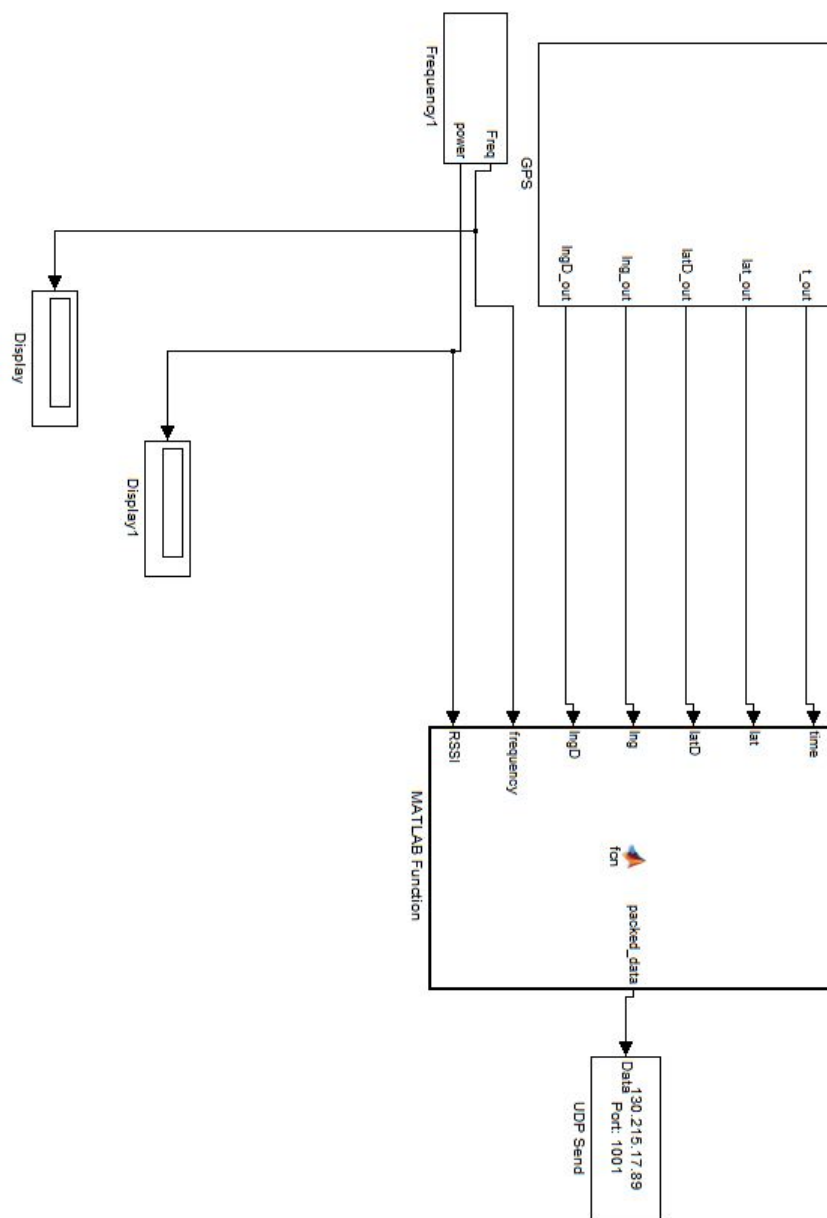 t_out
lat_out
latD_out
lng_out
lngD_out
GPS
Freq
power
Frequency1
Display
Display1
time
lat
latD
lng
lngD
frequency
RSSI
fcn
packed_data
MATLAB Function
130.215.17.89
Data
Port: 1001
UDP Send